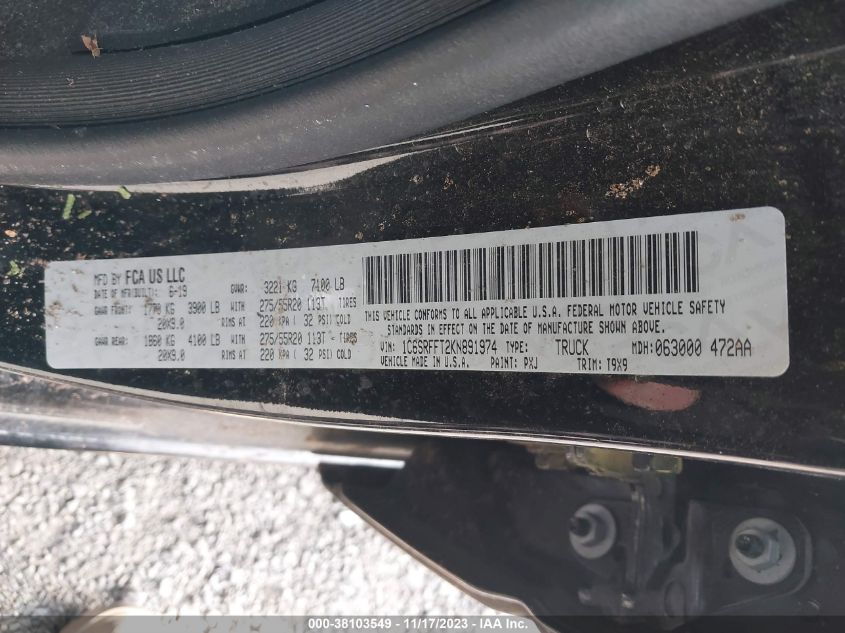 MFD BY FCA US LLC
DATE OF MFR(BUILT): 6-19 GVWR: 3221 KG 7100 LB
GAWR FRONT: 1770 KG 3900 LB WITH 275/55R20 113T TIRES
20X9.0 RIMS AT 220 KPA ( 32 PSI) COLD
GAWR REAR: 1860 KG 4100 LB WITH 275/55R20 113T TIRES
20X9.0 RIMS AT 220 KPA ( 32 PSI) COLD
THIS VEHICLE CONFORMS TO ALL APPLICABLE U.S.A. FEDERAL MOTOR VEHICLE SAFETY
STANDARDS IN EFFECT ON THE DATE OF MANUFACTURE SHOWN ABOVE.
VIN: 1C6SRFFT2KN891974 TYPE: TRUCK MDH: 063000 472AA
VEHICLE MADE IN U.S.A. PAINT: PXJ TRIM: T9X9
000-38103549 - 11/17/2023 - IAA Inc.